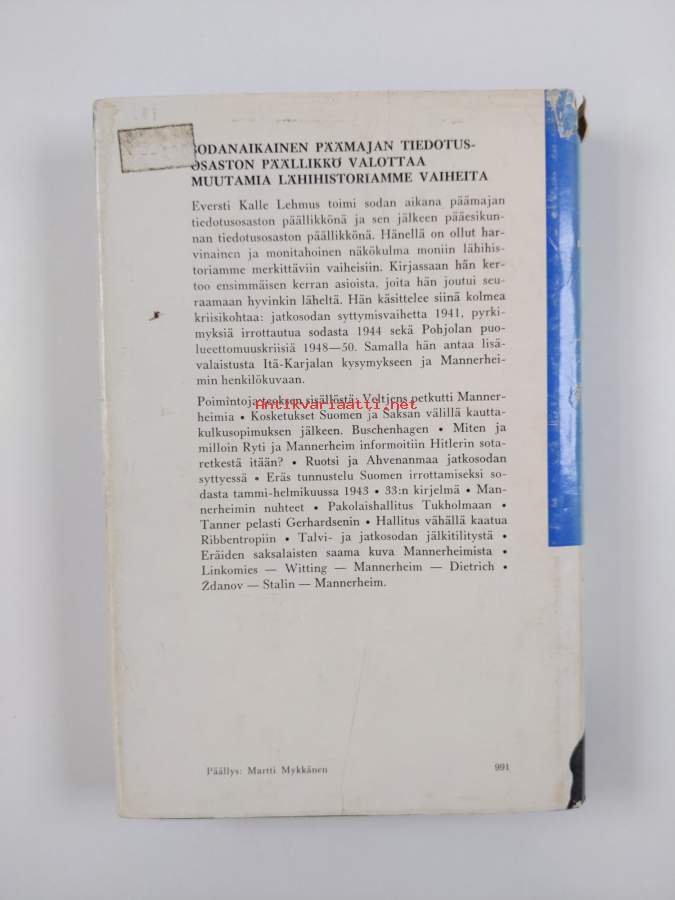 SODANAIKAINEN PÄÄMAJAN TIEDOTUS-
OSASTON PÄÄLLIKKÖ VALOTTAA
MUUTAMIA LÄHIHISTORIAMME VAIHEITA
Eversti Kalle Lehmus toimi sodan aikana päämajan
tiedotusosaston päällikkönä ja sen jälkeen pääesikun-
nan tiedotusosaston päällikkönä. Hänellä on ollut har-
vinainen ja monitahoinen näkökulma moniin lähihis-
toriamme merkittäviin vaiheisiin. Kirjassaan hän ker-
too ensimmäisen kerran asioista, joita hän joutui seu-
raamaan hyvinkin läheltä. Hän käsittelee siinä kolmea
kriisikohtaa: jatkosodan syttymisvaihetta 1941, pyrki-
myksiä irrottautua sodasta 1944 sekä Pohjolan puo-
lueettomuuskriisiä 1948—50. Samalla hän antaa lisä-
valaistusta Itä-Karjalan kysymykseen ja Mannerhei-
min henkilökuvaan.
Poimintoja teoksen sisällöstä: Veltjens petkutti Manner-
Antikvariaatti.net
heimia • Kosketukset Suomen ja Saksan välillä kautta-
kulkusopimuksen jälkeen. Buschenhagen • Miten ja
milloin Ryti ja Mannerheim informoitiin Hitlerin sota-
retkestä itään? • Ruotsi ja Ahvenanmaa jatkosodan
syttyessä • Eräs tunnustelu Suomen irrottamiseksi so-
dasta tammi-helmikuussa 1943 • 33:n kirjelmä • Man-
nerheimin nuhteet • Pakolaishallitus Tukholmaan •
Tanner pelasti Gerhardsenin • Hallitus vähällä kaatua
Ribbentropiin • Talvi- ja jatkosodan jälkitilitystä •
Eräiden saksalaisten saama kuva Mannerheimista •
Linkomies — Witting — Mannerheim — Dietrich •
Ždanov — Stalin — Mannerheim.
Päällys: Martti Mykkänen
991